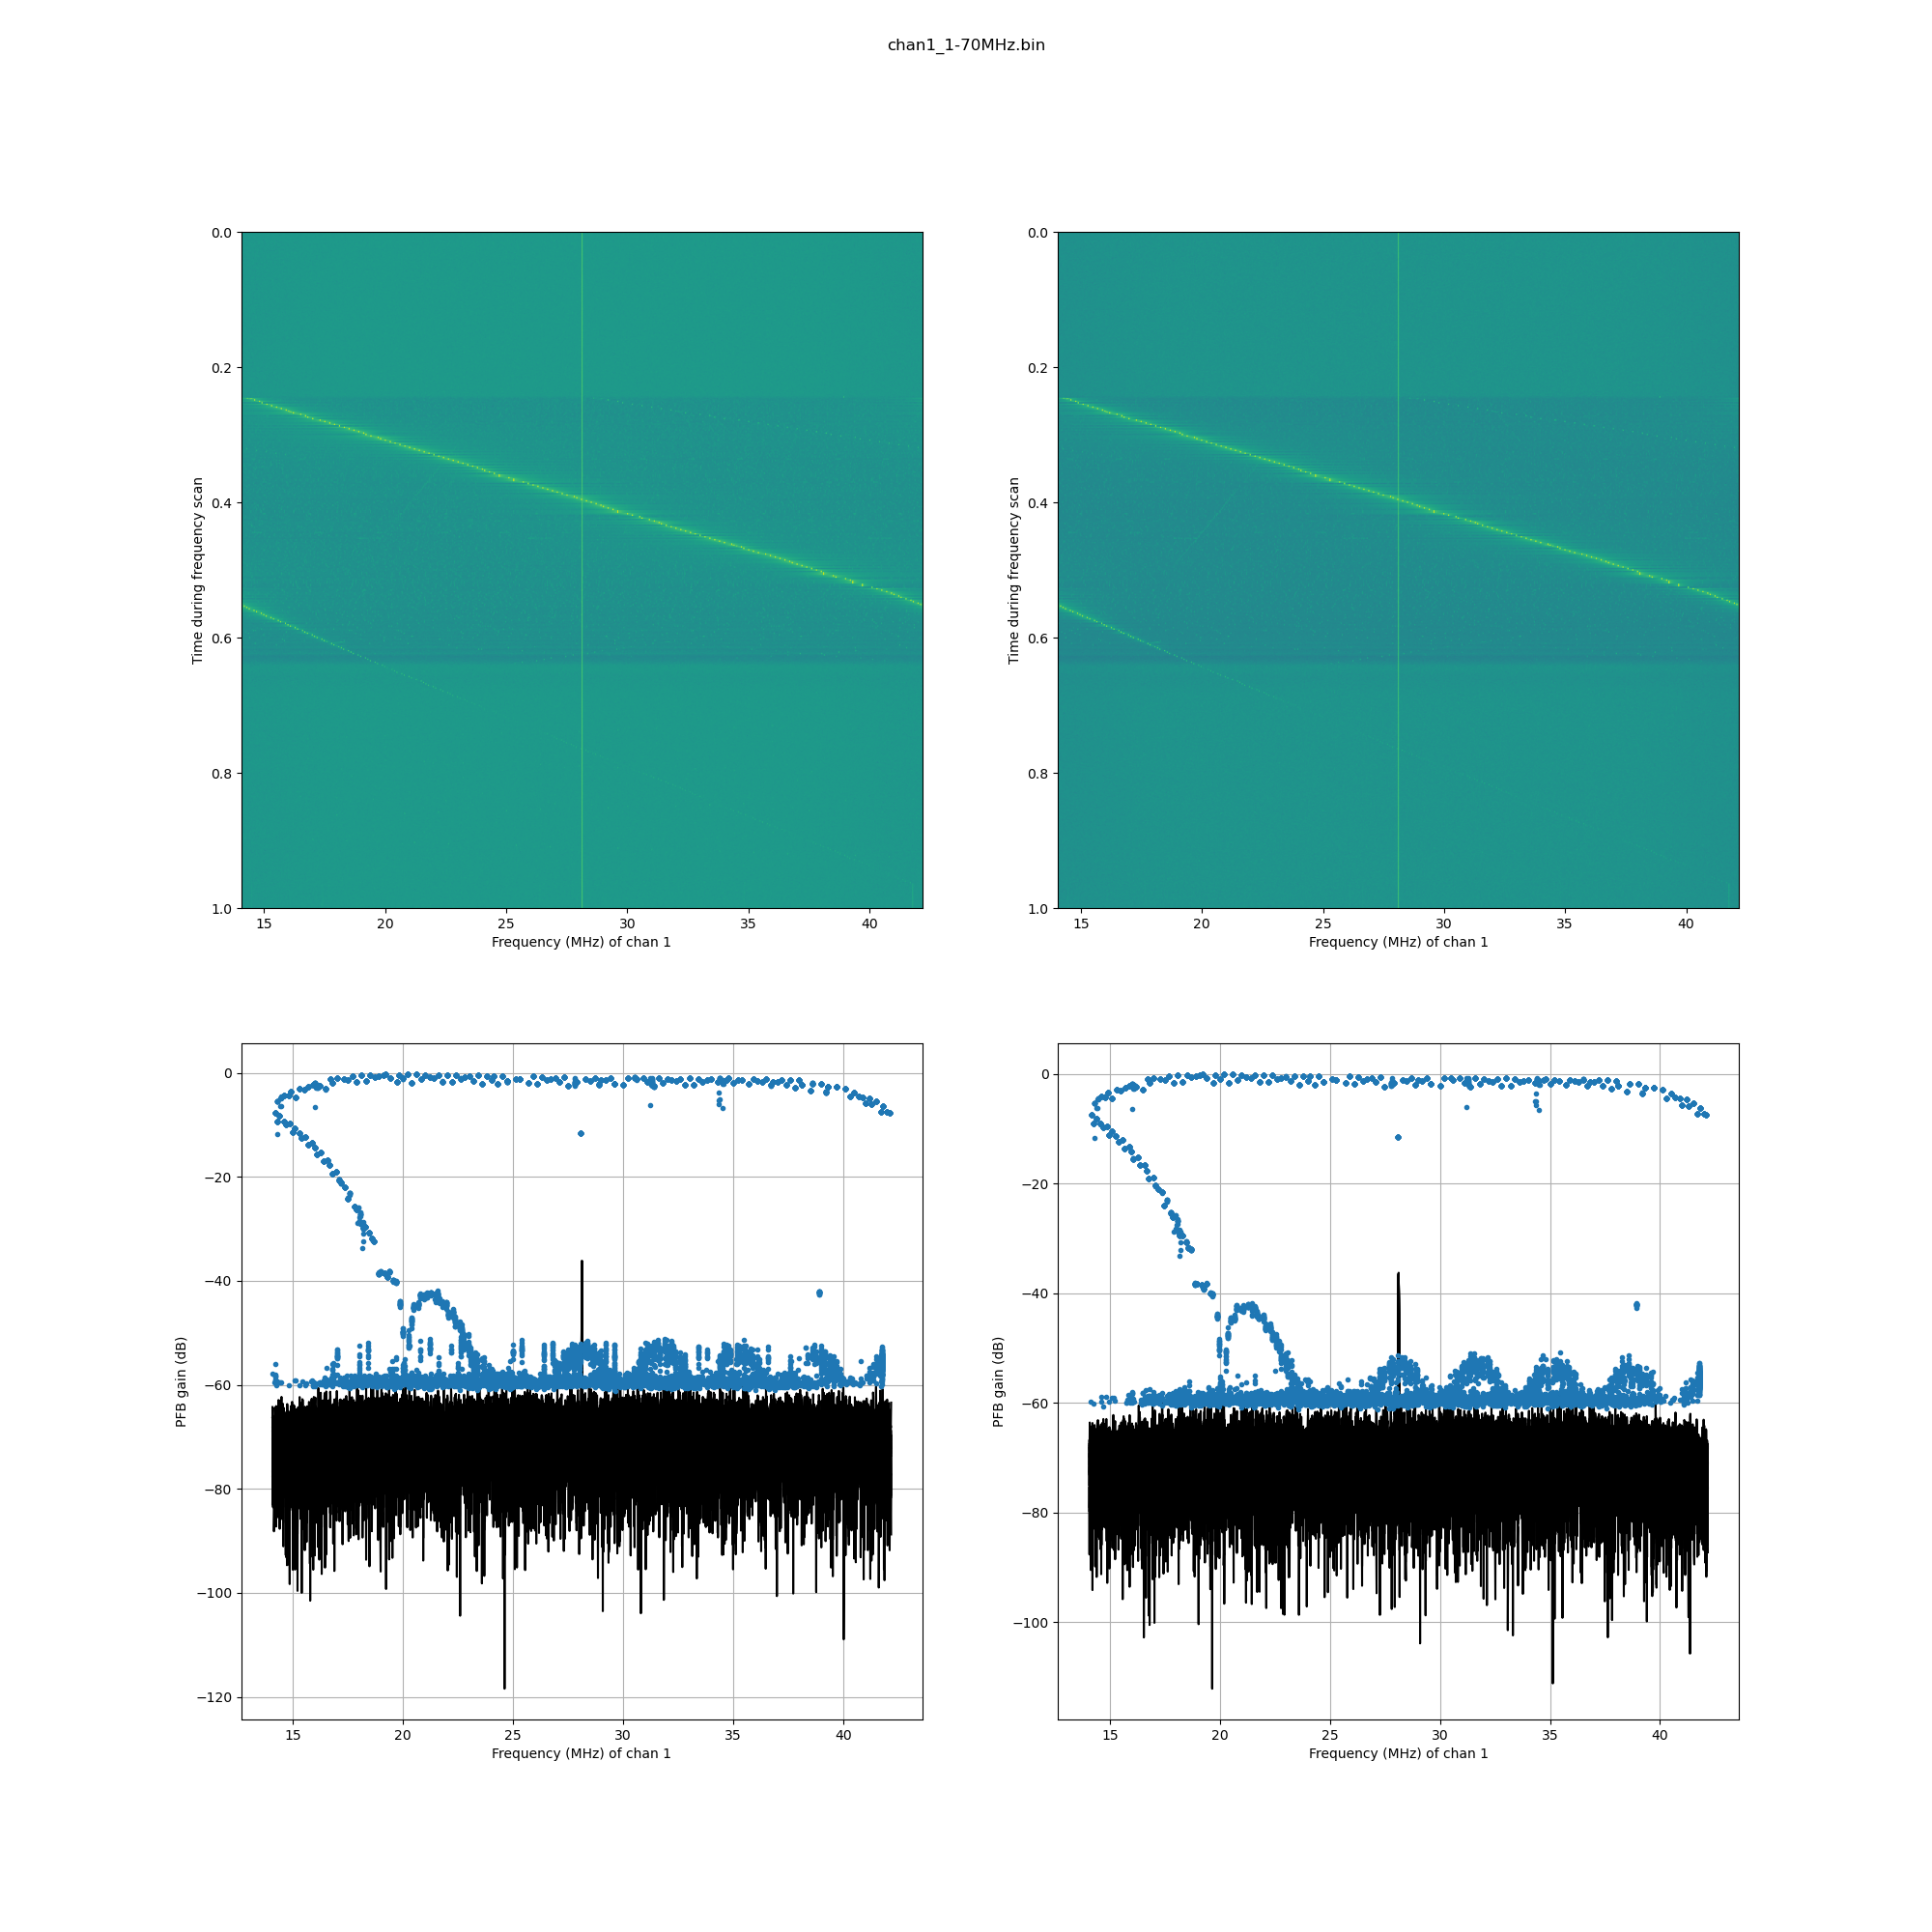 chan1_1-70MHz.bin
0.0
0.2
0.4
0.6
0.8
1.0
Time during frequency scan
15 20 25 30 35 40
Frequency (MHz) of chan 1
0.0
0.2
0.4
0.6
0.8
1.0
Time during frequency scan
15 20 25 30 35 40
Frequency (MHz) of chan 1
0
−20
−40
−60
−80
−100
−120
PFB gain (dB)
15 20 25 30 35 40
Frequency (MHz) of chan 1
0
−20
−40
−60
−80
−100
PFB gain (dB)
15 20 25 30 35 40
Frequency (MHz) of chan 1